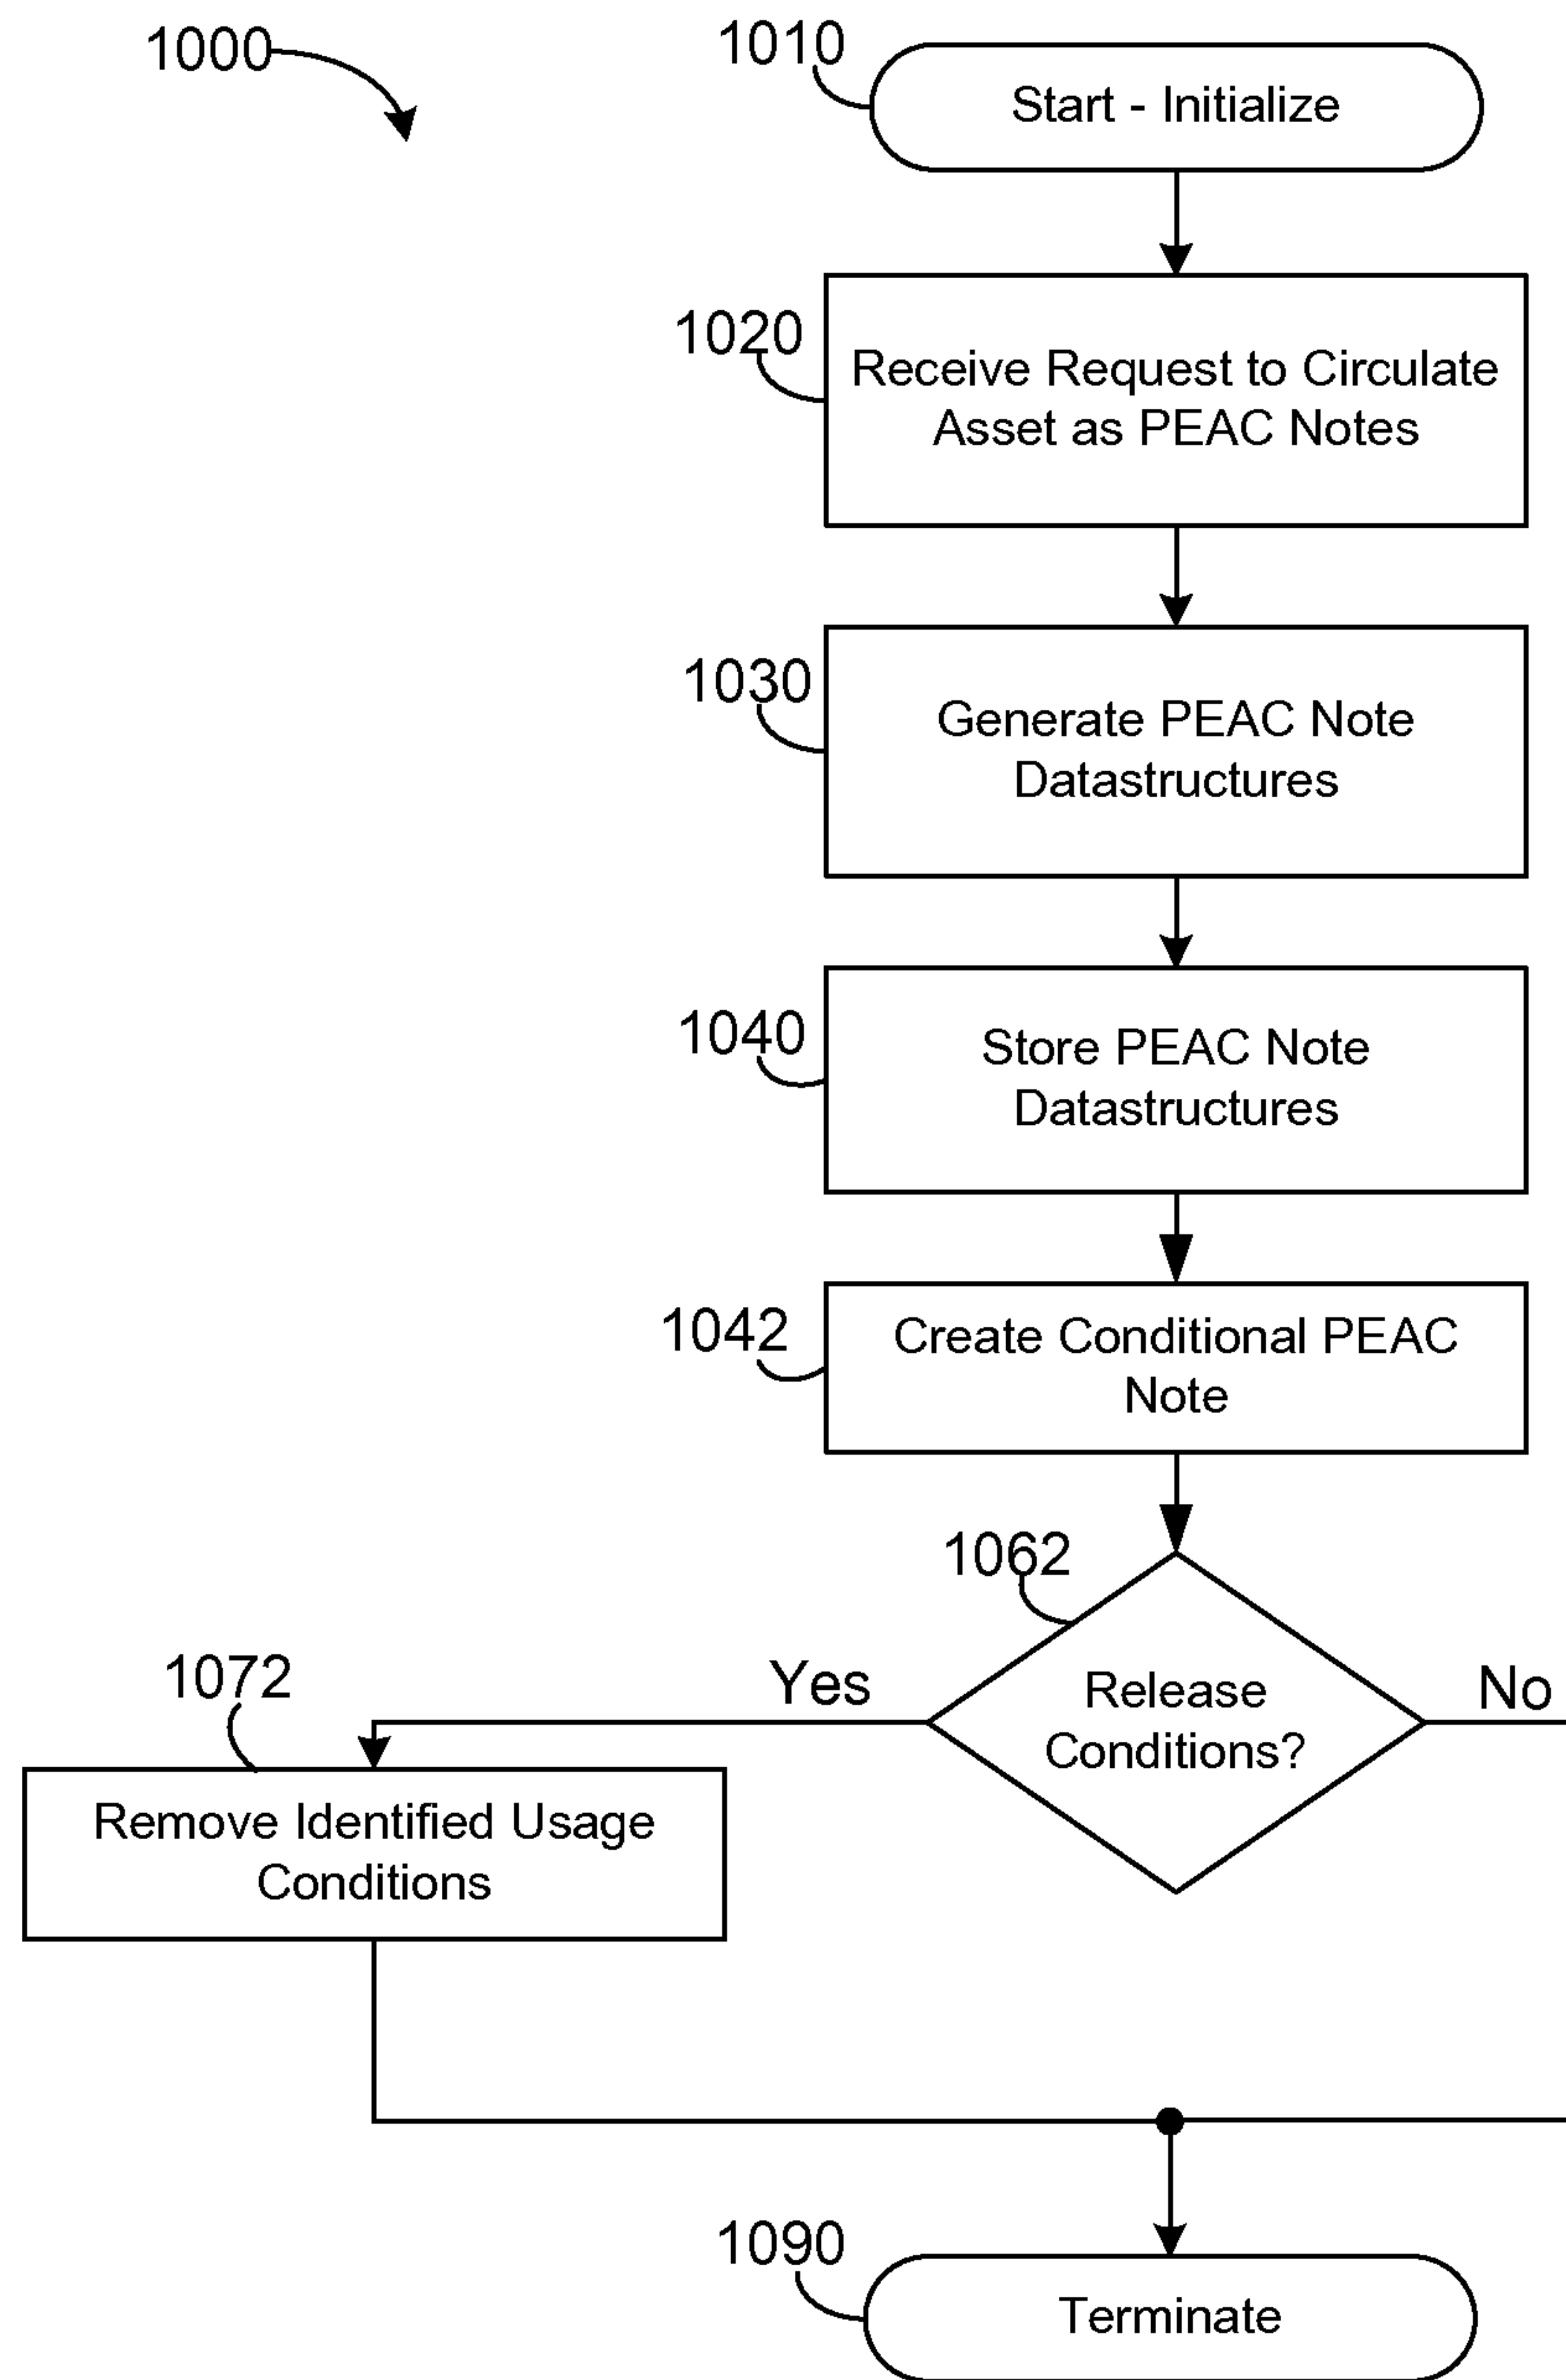 1000
1010
Start - Initialize
1020
Receive Request to Circulate
Asset as PEAC Notes
1030
Generate PEAC Note
Datastructures
1040
Store PEAC Note
Datastructures
1042
Create Conditional PEAC
Note
1062
Release
Conditions?
Yes
No
1072
Remove Identified Usage
Conditions
1090
Terminate